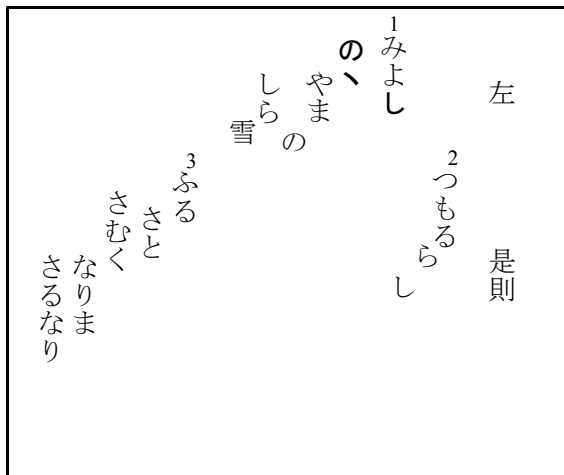 左
是則
1みよし
のヽ
やま
の
しら
雪
2つもる
ら
し
3ふる
さと
さむく
なりま
さるなり